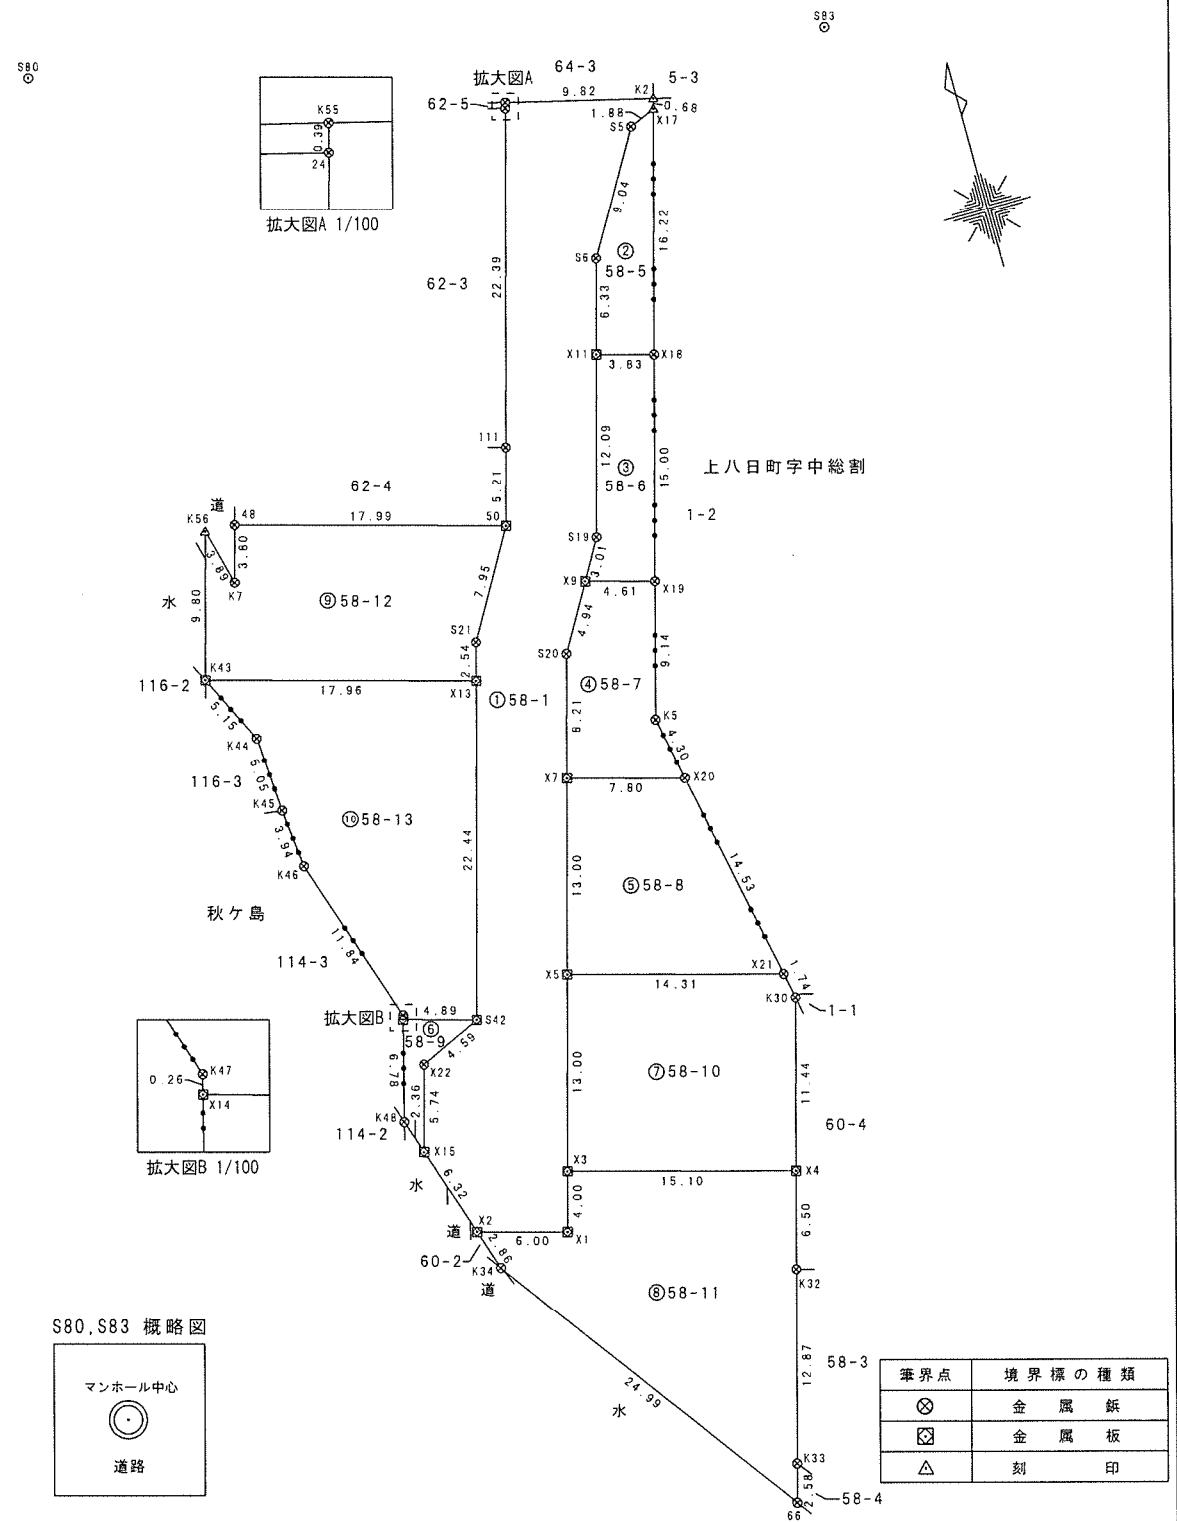 S83
S80
拡大図A
64-3
5-3
K2
9.82
0.68
62-5
1.88
X17
S5
K55
0.39
24
拡大図A 1/100
9.04
16.22
②
58-5
S6
62-3
22.39
6.33
X11
X18
3.83
111
12.09
③
58-6
15.00
上八日町字中総割
1-2
62-4
5.21
道
K56
48
17.99
50
3.89
3.80
S19
3.01
K7
X9
4.61
X19
水
9.80
⑨58-12
7.95
4.94
S21
S20
9.14
2.54
K43
116-2
17.96
X13
①58-1
④58-7
5.15
8.21
K5
K44
4.30
116-3
5.05
X7
7.80
X20
K45
3.94
⑩58-13
22.44
K46
13.00
⑤58-8
14.53
秋ケ島
11.84
114-3
X5
14.31
X21
1.74
K30
1-1
拡大図B
4.89
S42
⑥
58-9
4.59
6.78
X22
K47
0.26
X14
拡大図B 1/100
13.00
⑦58-10
11.44
2.36
5.74
K48
114-2
X15
60-4
水
6.32
X3
15.10
X4
4.00
X2
道
6.00
X1
6.50
60-2
2.86
K34
道
K32
⑧58-11
S80,S83 概略図
マンホール中心
道路
24.99
水
12.87
58-3
K33
2.58
58-4
66
筆界点
境界標の種類
金属鋲
金属板
刻印